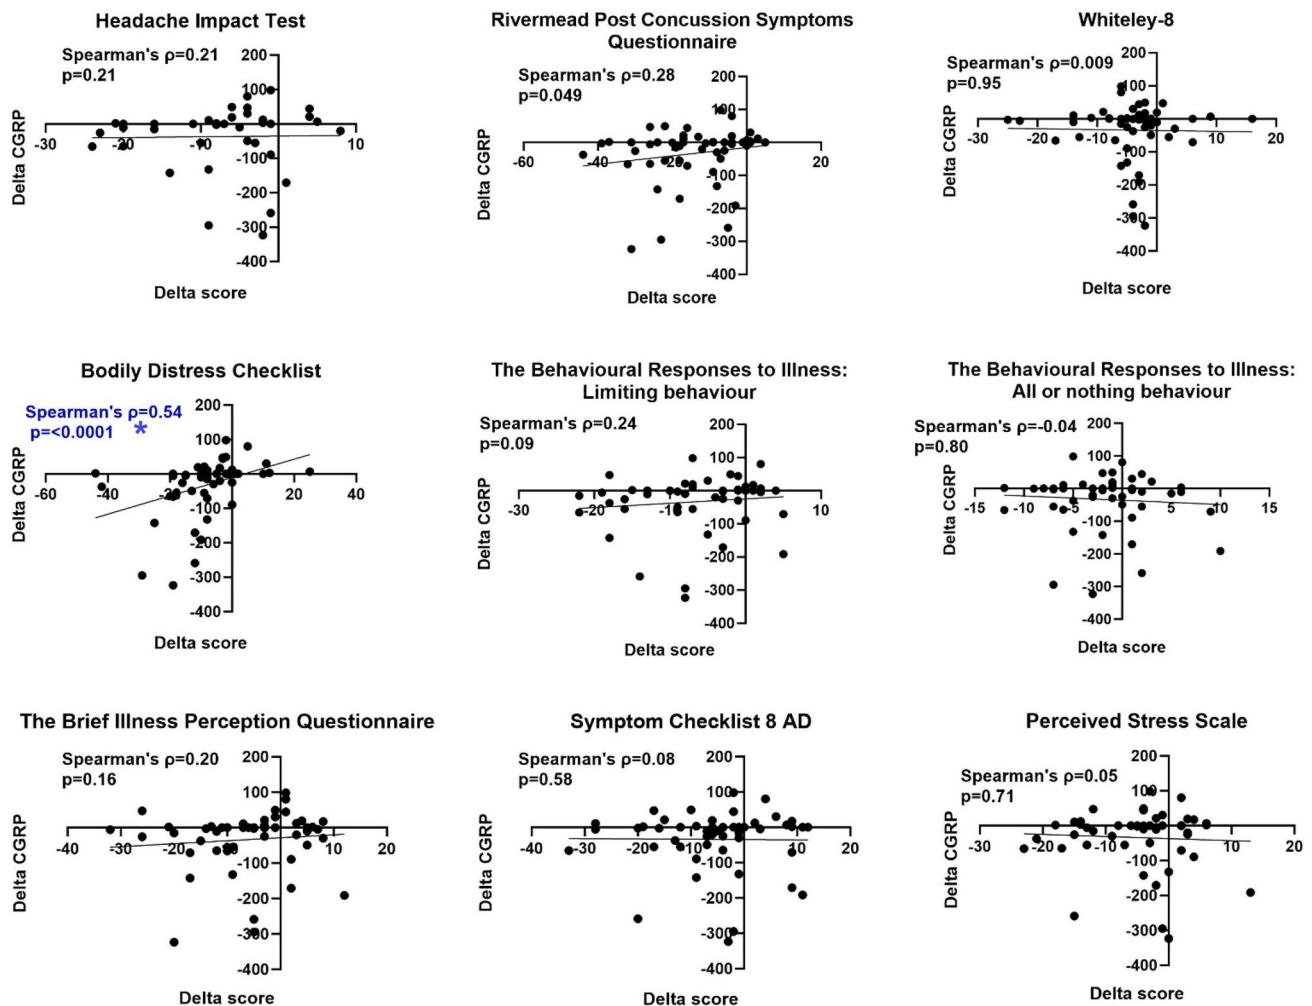 Headache Impact Test
Spearman's ρ=0.21
p=0.21
200
100
-30
-20
-10
10
-100
-200
-300
-400
Delta CGRP
Delta score
Rivermead Post Concussion Symptoms
Questionnaire
Spearman's ρ=0.28
p=0.049
200
100
-60
-40
-20
20
-100
-200
-300
-400
Delta CGRP
Delta score
Whiteley-8
Spearman's ρ=0.009
p=0.95
200
100
-30
-20
-10
10
20
-100
-200
-300
-400
Delta CGRP
Delta score
Bodily Distress Checklist
Spearman's ρ=0.54
p=<0.0001 *
200
100
-60
-40
-20
20
40
-100
-200
-300
-400
Delta CGRP
Delta score
The Behavioural Responses to Illness:
Limiting behaviour
Spearman's ρ=0.24
p=0.09
200
100
-30
-20
-10
10
-100
-200
-300
-400
Delta CGRP
Delta score
The Behavioural Responses to Illness:
All or nothing behaviour
Spearman's ρ=-0.04
p=0.80
200
100
-15
-10
-5
5
10
15
-100
-200
-300
-400
Delta CGRP
Delta score
The Brief Illness Perception Questionnaire
Spearman's ρ=0.20
p=0.16
200
100
-40
-30
-20
-10
10
20
-100
-200
-300
-400
Delta CGRP
Delta score
Symptom Checklist 8 AD
Spearman's ρ=0.08
p=0.58
200
100
-40
-30
-20
-10
10
20
-100
-200
-300
-400
Delta CGRP
Delta score
Perceived Stress Scale
Spearman's ρ=0.05
p=0.71
200
100
-30
-20
-10
10
20
-100
-200
-300
-400
Delta CGRP
Delta score